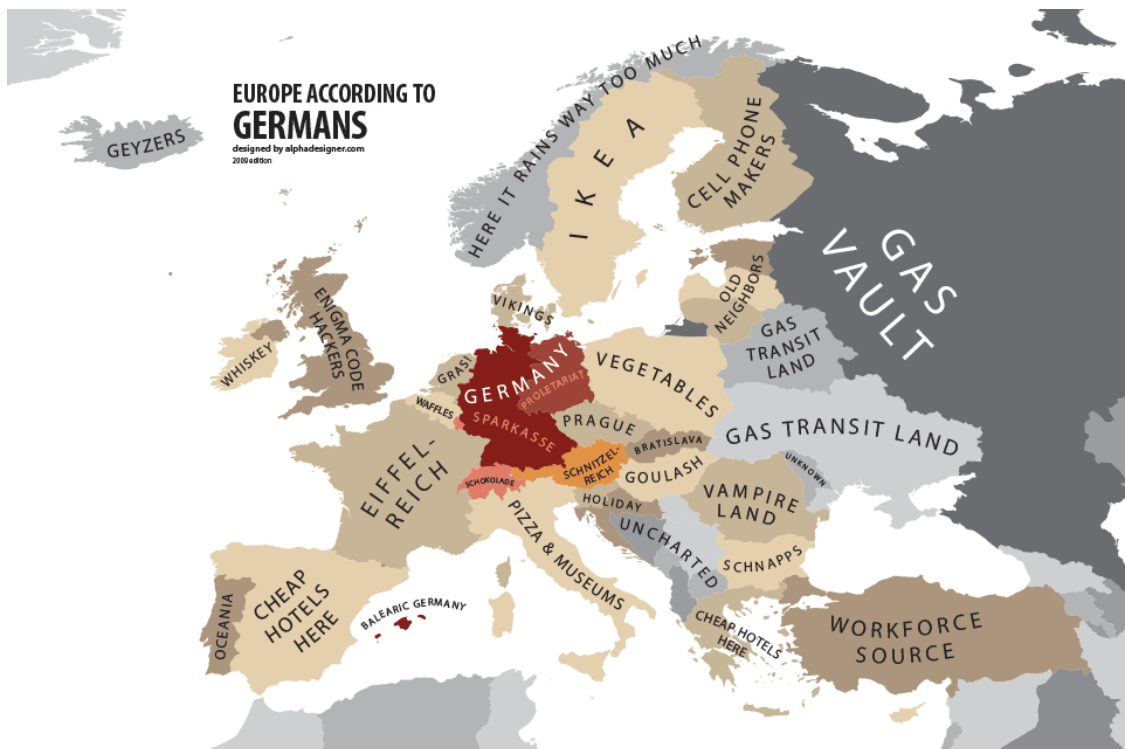 EUROPE ACCORDING TO
GERMANS
designed by alphadesigner.com
2009 edition
GEYZERS
HERE IT RAINS WAY TOO MUCH
IKEA
CELL PHONE
MAKERS
GAS
VAULT
OLD
NEIGHBORS
GAS
TRANSIT
LAND
VIKINGS
ENIGMA CODE
HACKERS
WHISKEY
GRAS!
GERMANY
PROLETARIAT
SPARKASSE
VEGETABLES
WAFFLES
PRAGUE
BRATISLAVA
GAS TRANSIT LAND
UNKNOWN
EIFFEL-
REICH
SCHOKOLADE
SCHNITZEL-
REICH
GOULASH
VAMPIRE
LAND
HOLIDAY
PIZZA & MUSEUMS
UNCHARTED
SCHNAPPS
OCEANIA
CHEAP
HOTELS
HERE
BALEARIC GERMANY
CHEAP HOTELS
HERE
WORKFORCE
SOURCE